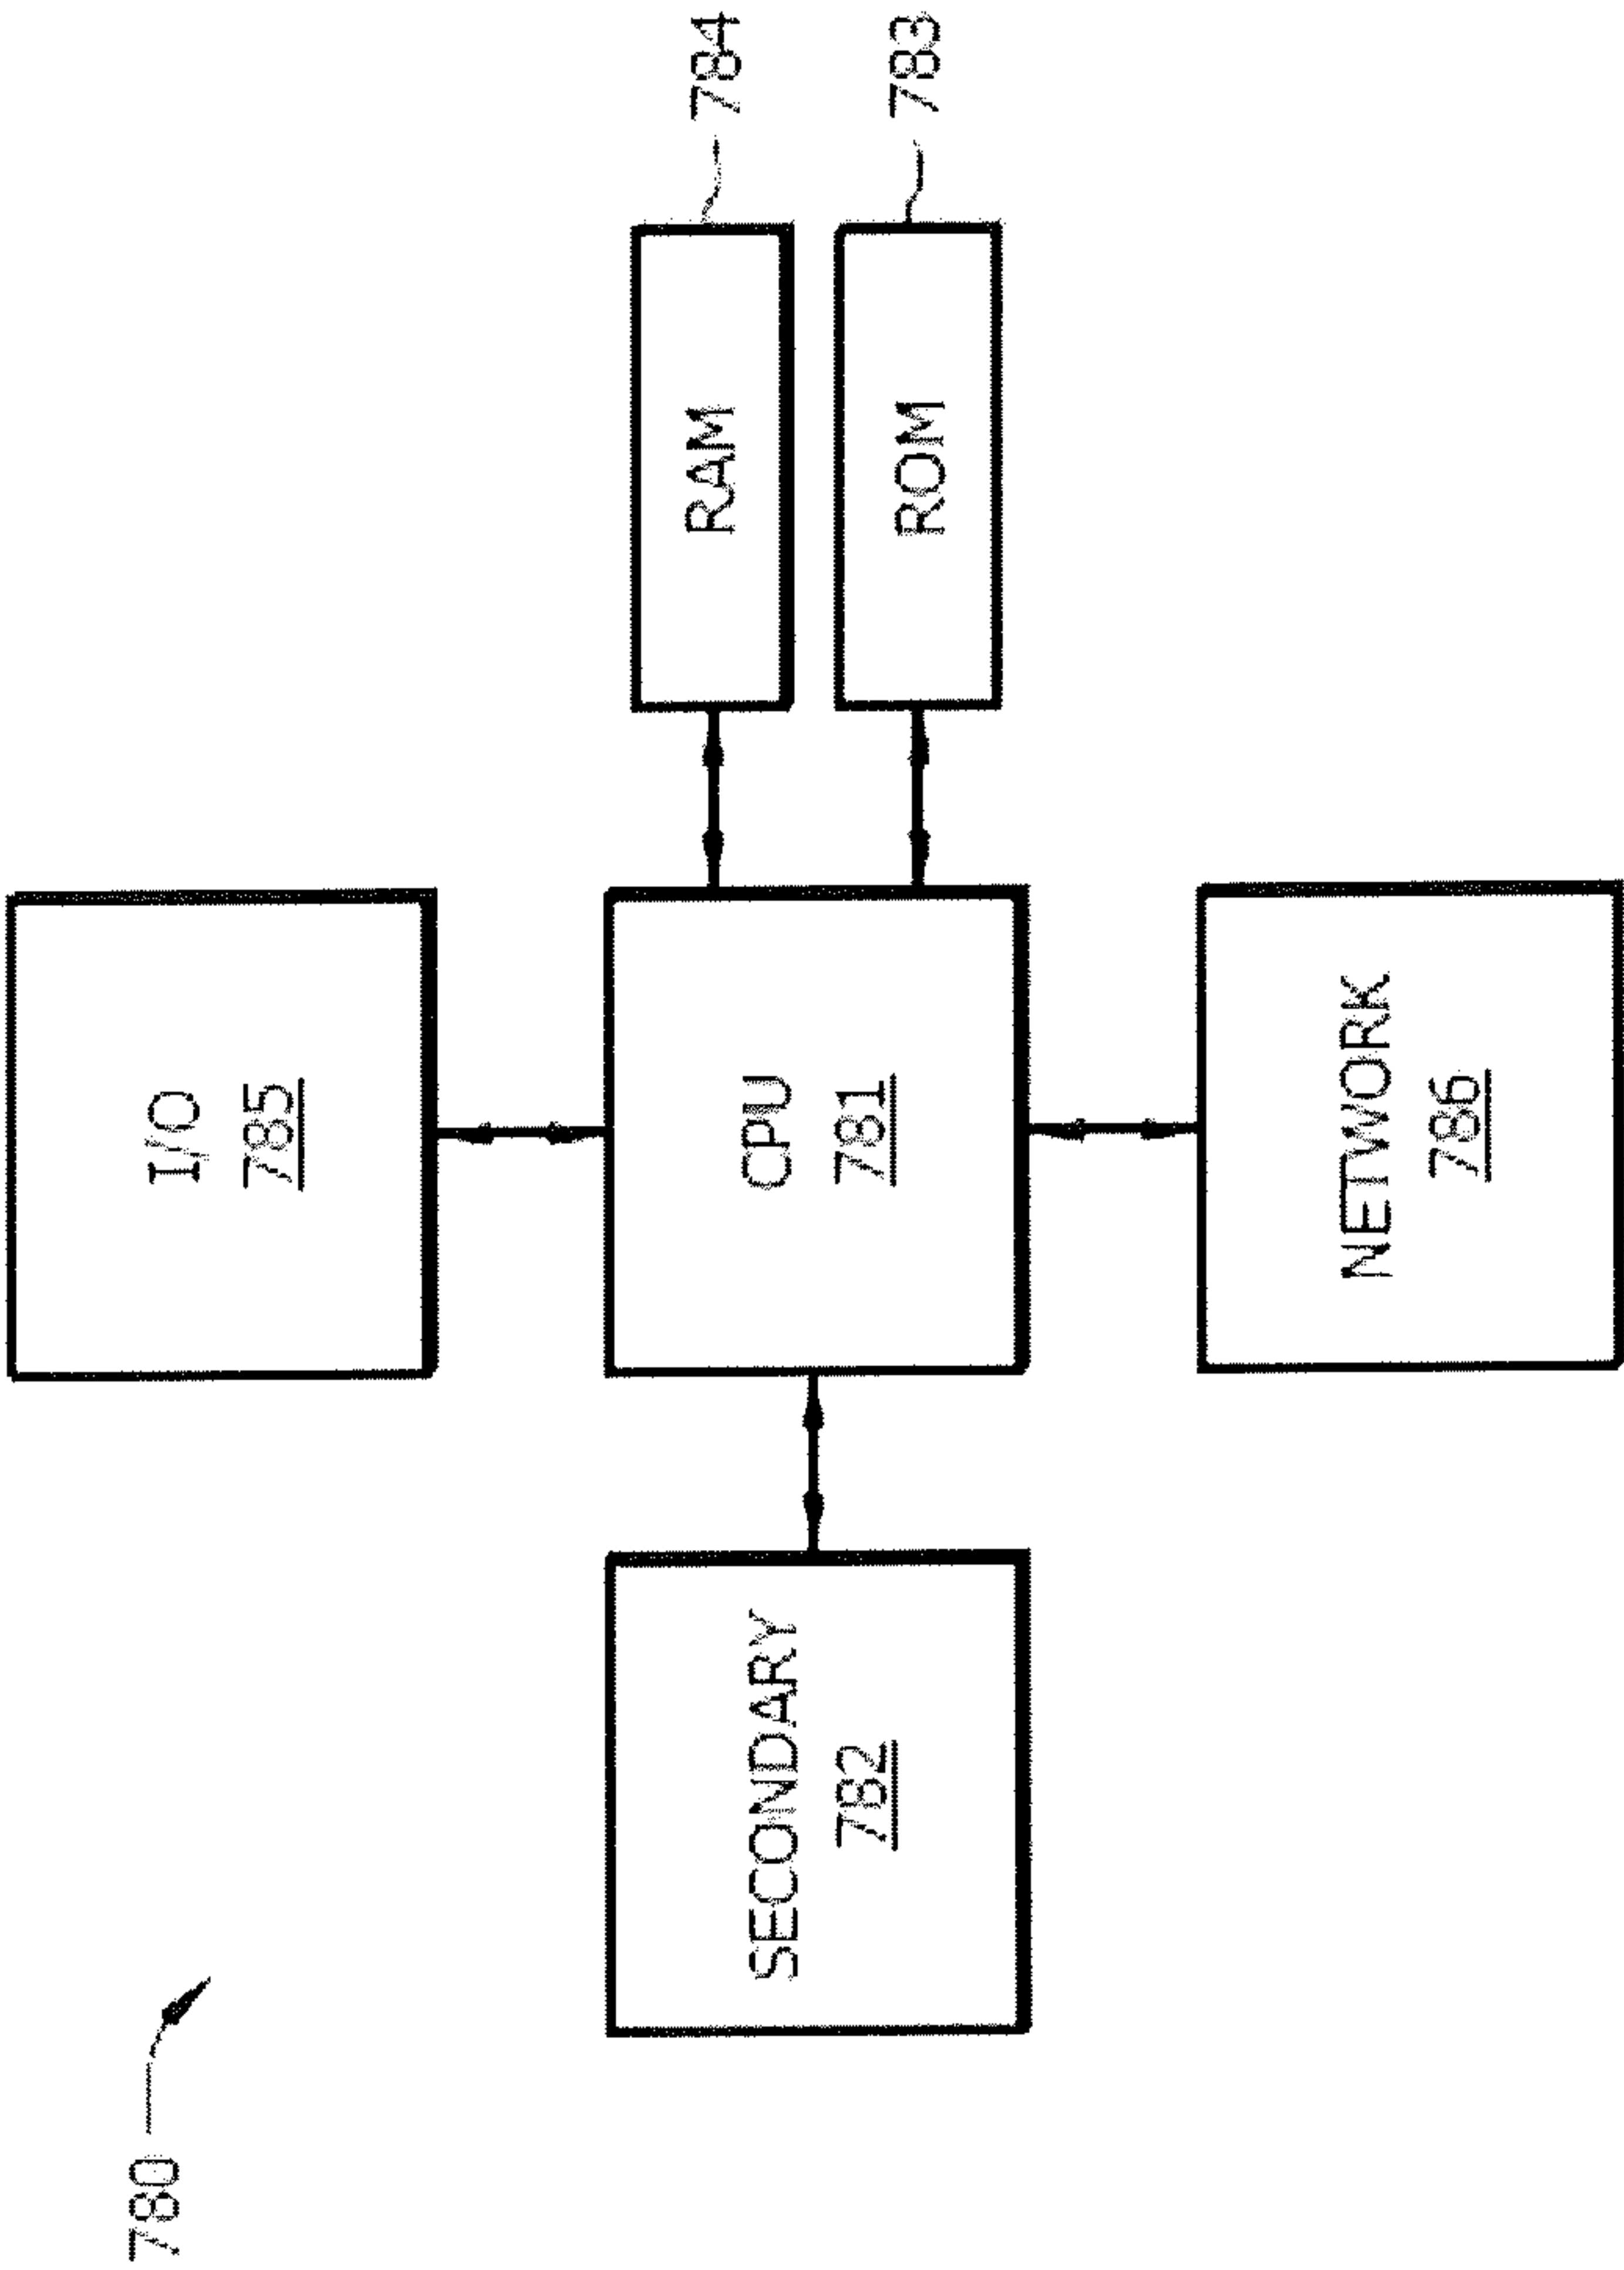 780
I/O
785
SECONDARY
782
CPU
781
RAM
784
ROM
783
NETWORK
786